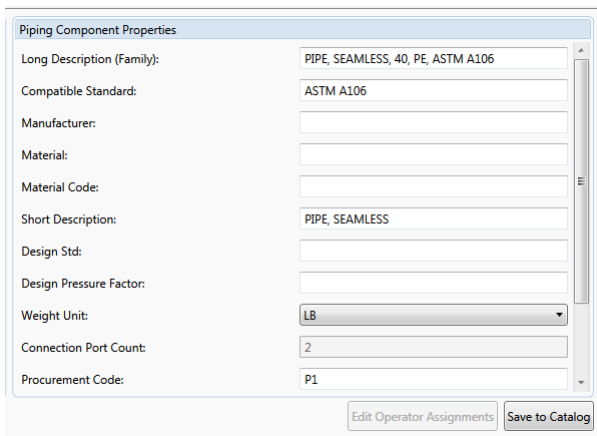 Piping Component Properties
Long Description (Family): PIPE, SEAMLESS, 40, PE, ASTM A106
Compatible Standard: ASTM A106
Manufacturer:
Material:
Material Code:
Short Description: PIPE, SEAMLESS
Design Std:
Design Pressure Factor:
Weight Unit: LB
Connection Port Count: 2
Procurement Code: P1
Edit Operator Assignments Save to Catalog